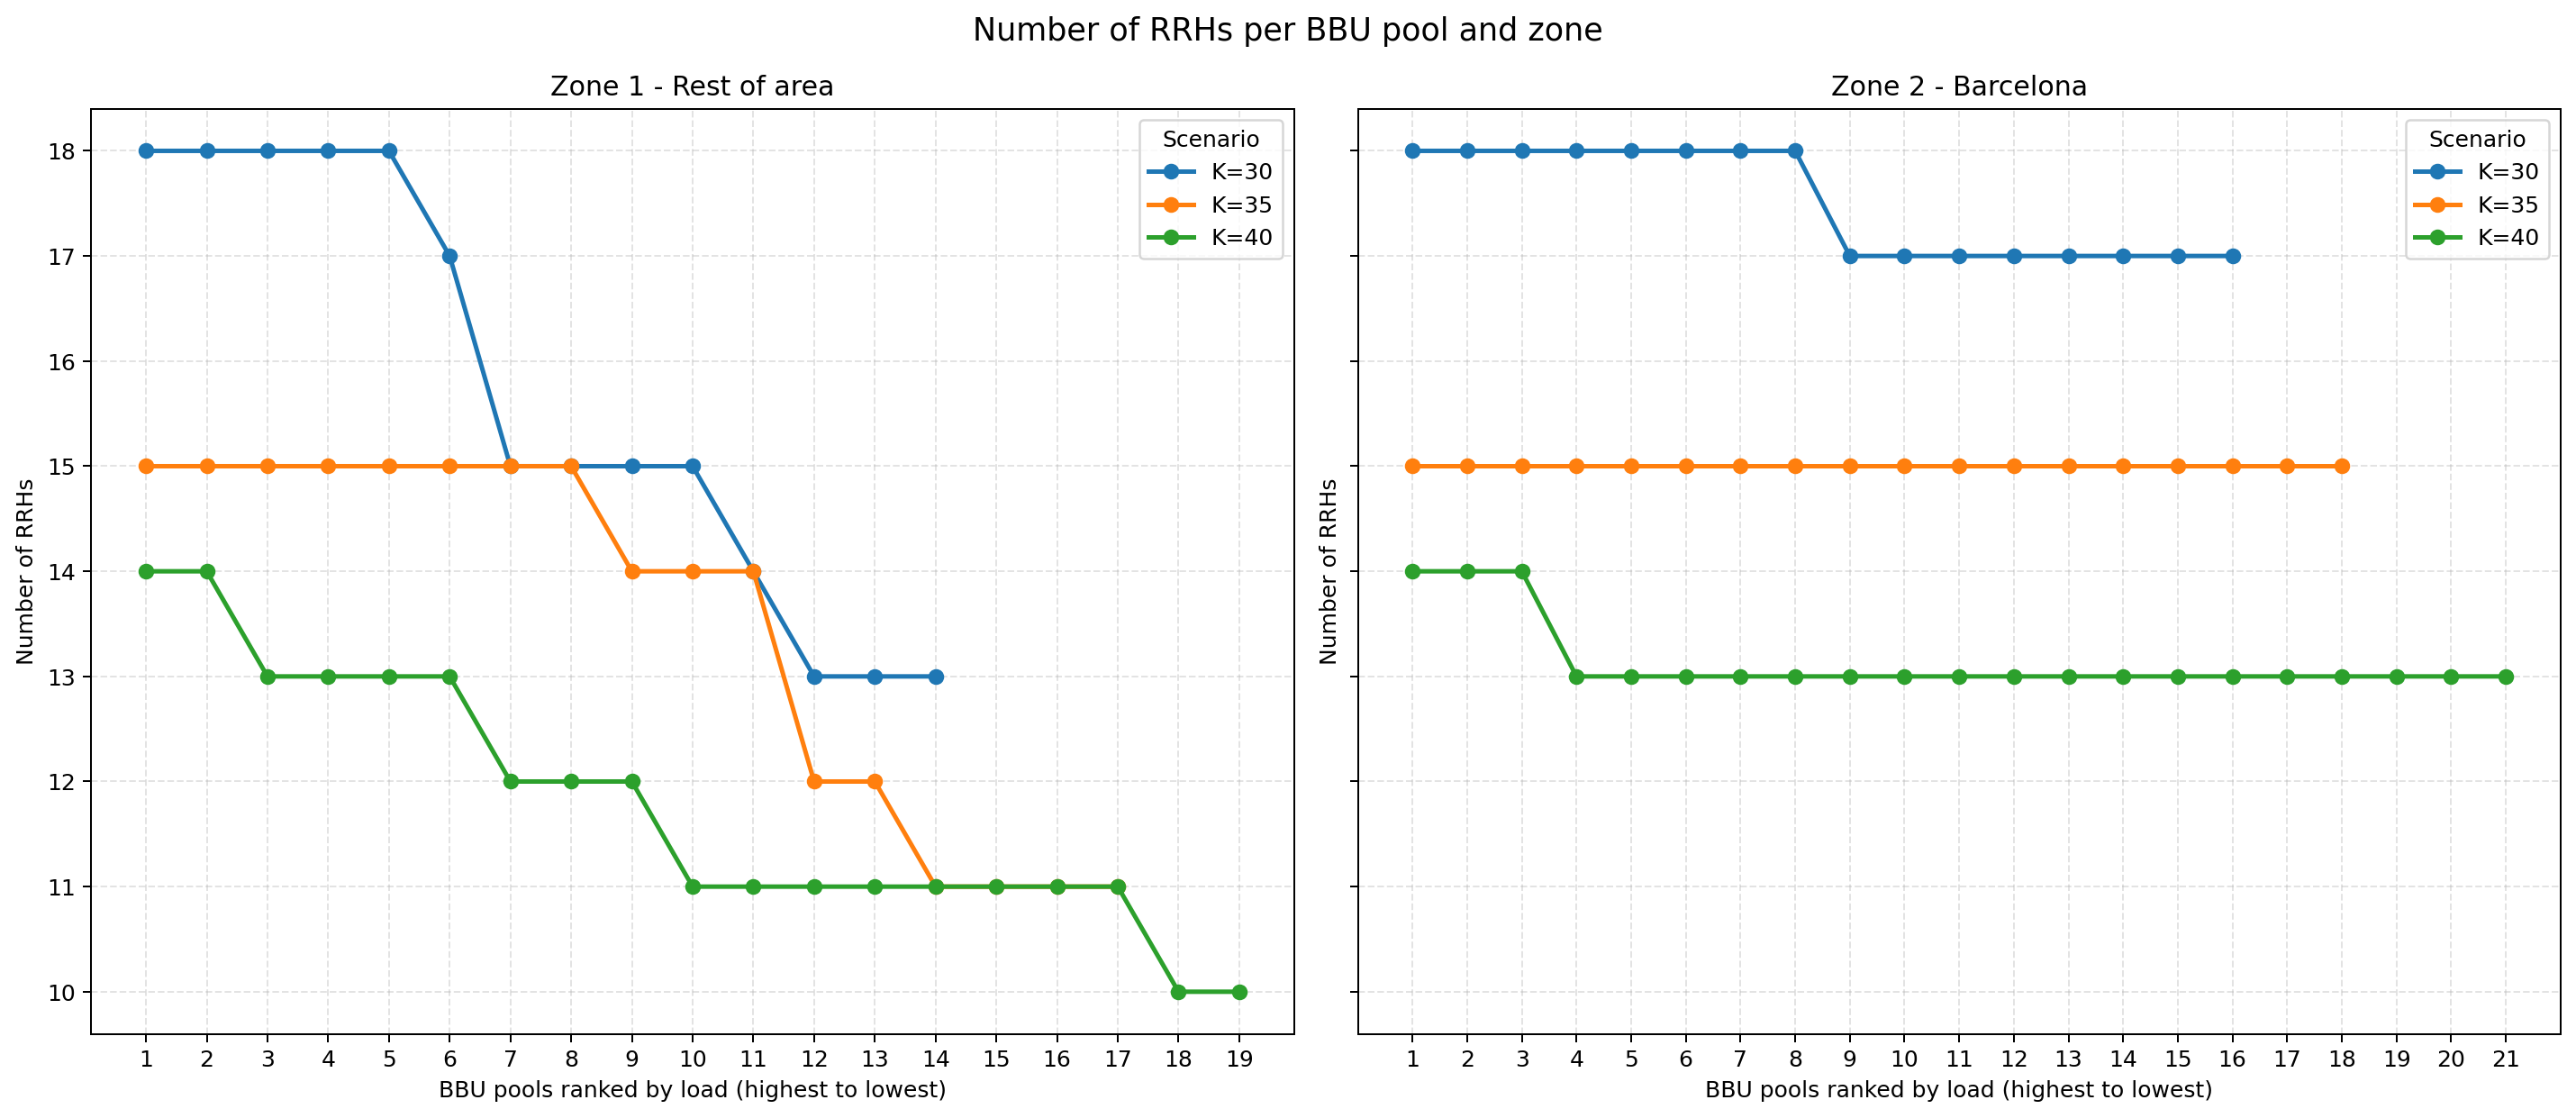 Number of RRHs per BBU pool and zone
Zone 1 - Rest of area
Number of RRHs
18
17
16
15
14
13
12
11
10
Scenario
K=30
K=35
K=40
1 2 3 4 5 6 7 8 9 10 11 12 13 14 15 16 17 18 19
BBU pools ranked by load (highest to lowest)
Zone 2 - Barcelona
Number of RRHs
Scenario
K=30
K=35
K=40
1 2 3 4 5 6 7 8 9 10 11 12 13 14 15 16 17 18 19 20 21
BBU pools ranked by load (highest to lowest)